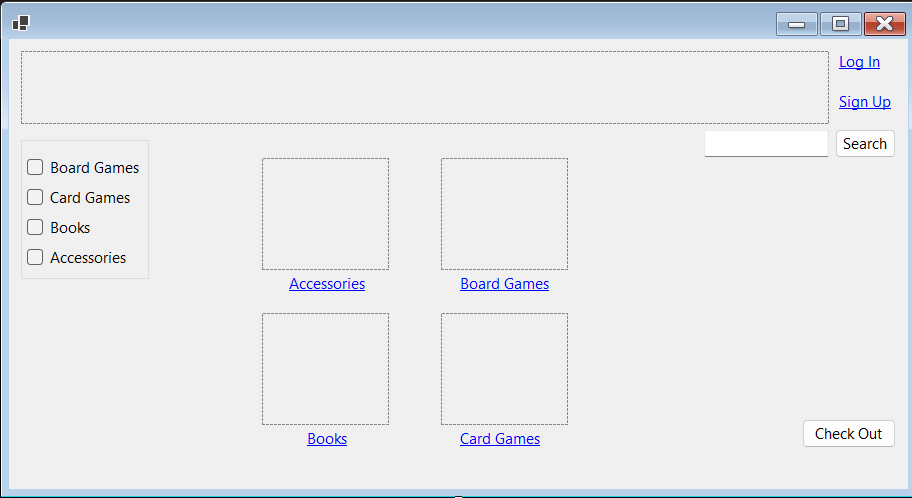 Log In
Sign Up
Search
Board Games
Card Games
Books
Accessories
Accessories
Board Games
Books
Card Games
Check Out